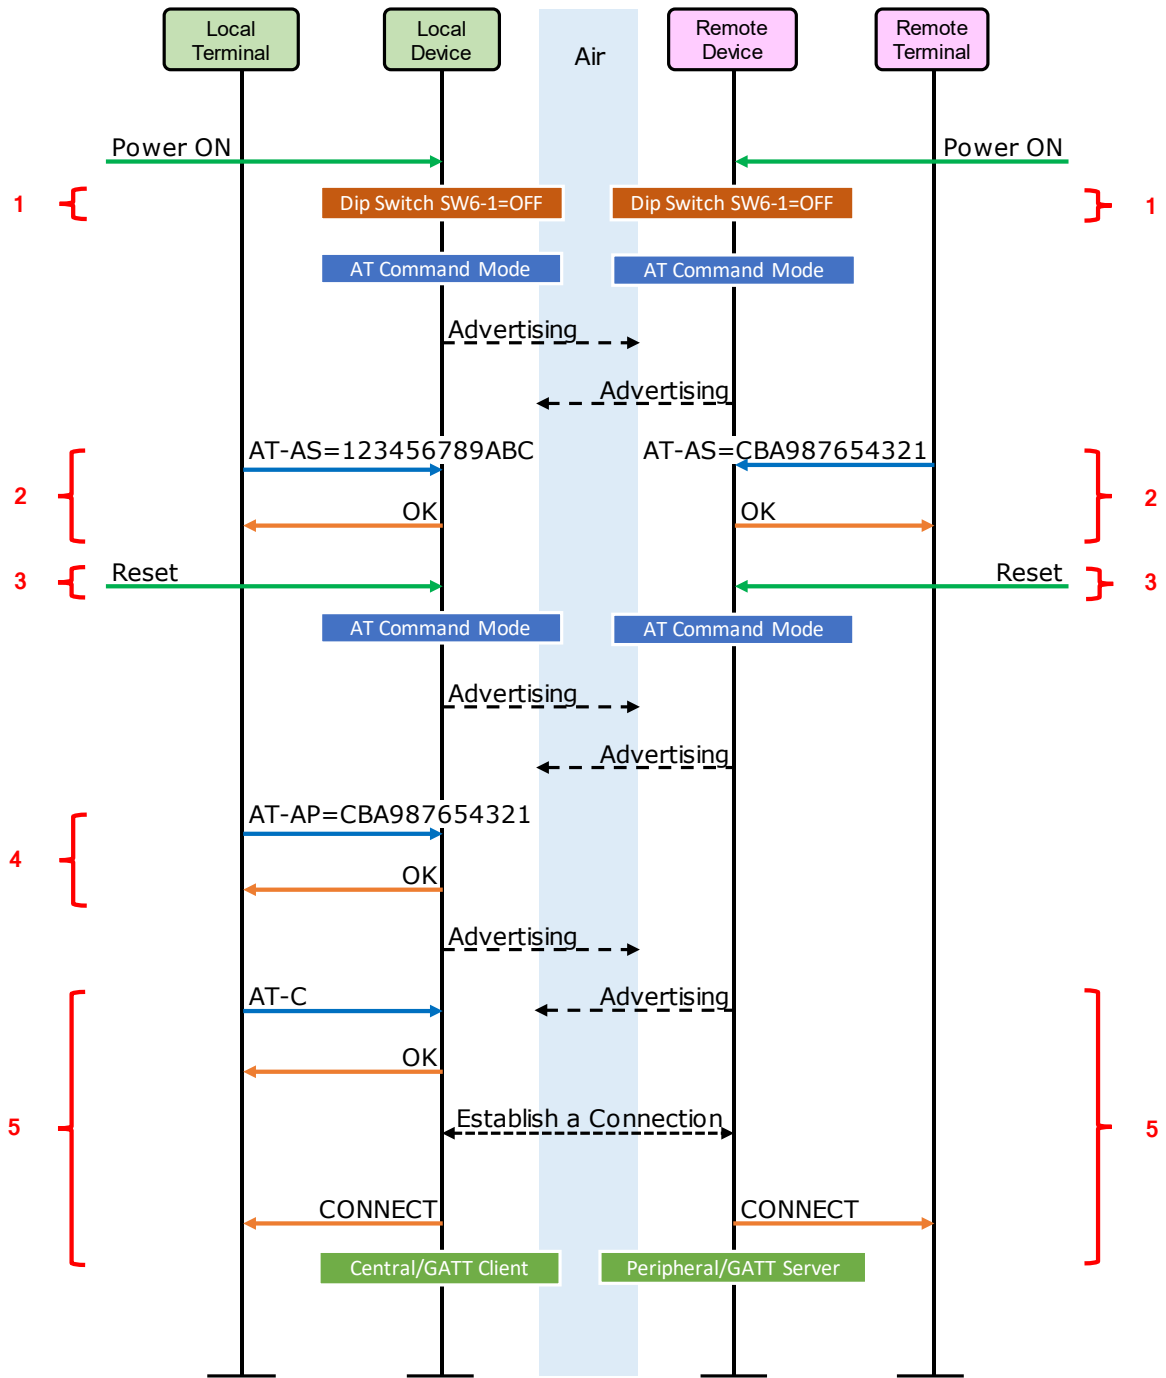 Local
Terminal
Local
Device
Air
Remote
Device
Remote
Terminal
Power ON
Power ON
1
Dip Switch SW6-1=OFF
Dip Switch SW6-1=OFF
1
AT Command Mode
AT Command Mode
Advertising
Advertising
AT-AS=123456789ABC
AT-AS=CBA987654321
2
2
OK
OK
3
Reset
Reset
3
AT Command Mode
AT Command Mode
Advertising
Advertising
AT-AP=CBA987654321
4
OK
Advertising
AT-C
Advertising
OK
5
Establish a Connection
5
CONNECT
CONNECT
Central/GATT Client
Peripheral/GATT Server